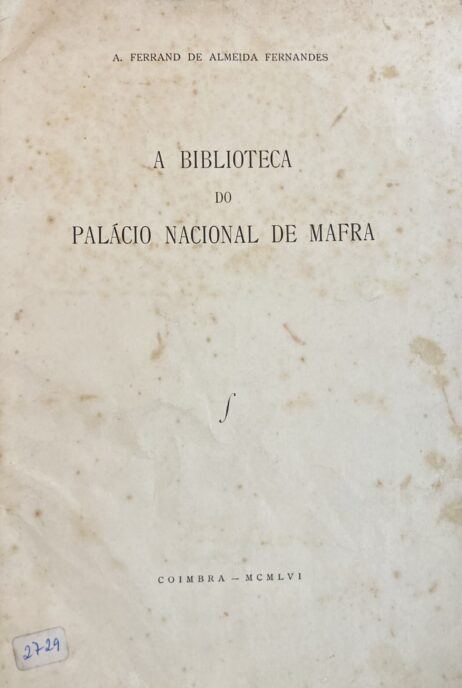 A. FERRAND DE ALMEIDA FERNANDES
A BIBLIOTECA
DO
PALÁCIO NACIONAL DE MAFRA
ʃ
COIMBRA — MCMLVI
2729